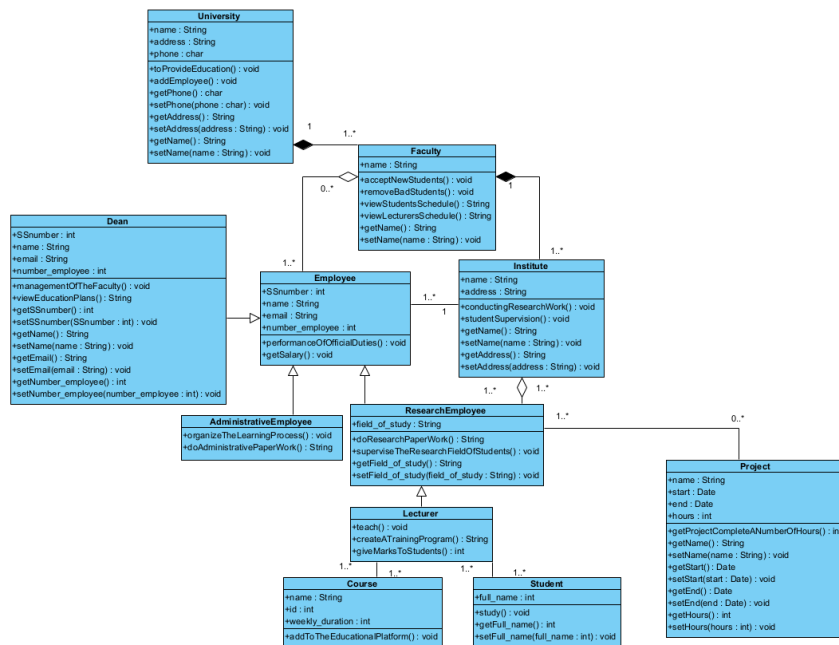 University
+name : String
+address : String
+phone : char
+toProvideEducation() : void
+addEmployee() : void
+getPhone() : char
+setPhone(phone : char) : void
+getAddress() : String
+setAddress(address : String) : void
+getName() : String
+setName(name : String) : void
1
1..*
Faculty
+name : String
+acceptNewStudents() : void
+removeBadStudents() : void
+viewStudentsSchedule() : String
+viewLecturersSchedule() : String
+getName() : String
+setName(name : String) : void
0..*
1
1..*
1..*
Dean
+SSnumber : int
+name : String
+email : String
+number_employee : int
+managementOfTheFaculty() : void
+viewEducationPlans() : String
+getSSnumber() : int
+setSSnumber(SSnumber : int) : void
+getName() : String
+setName(name : String) : void
+getEmail() : String
+setEmail(email : String) : void
+getNumber_employee() : int
+setNumber_employee(number_employee : int) : void
Employee
+SSnumber : int
+name : String
+email : String
+number_employee : int
+performanceOfOfficialDuties() : void
+getSalary() : void
1..*
1
Institute
+name : String
+address : String
+conductingResearchWork() : void
+studentSupervision() : void
+getName() : String
+setName(name : String) : void
+getAddress() : String
+setAddress(address : String) : void
1..*
1..*
AdministrativeEmployee
+organizeTheLearningProcess() : void
+doAdministrativePaperWork() : String
ResearchEmployee
+field_of_study : String
+doResearchPaperWork() : String
+superviseTheResearchFieldOfStudents() : void
+getField_of_study() : String
+setField_of_study(field_of_study : String) : void
1..*
0..*
Project
+name : String
+start : Date
+end : Date
+hours : int
+getProjectCompleteANumberOfHours() : int
+getName() : String
+setName(name : String) : void
+getStart() : Date
+setStart(start : Date) : void
+getEnd() : Date
+setEnd(end : Date) : void
+getHours() : int
+setHours(hours : int) : void
Lecturer
+teach() : void
+createATrainingProgram() : String
+giveMarksToStudents() : int
1..*
1..*
1..*
1..*
Course
+name : String
+id : int
+weekly_duration : int
+addToTheEducationalPlatform() : void
Student
+full_name : int
+study() : void
+getFull_name() : int
+setFull_name(full_name : int) : void